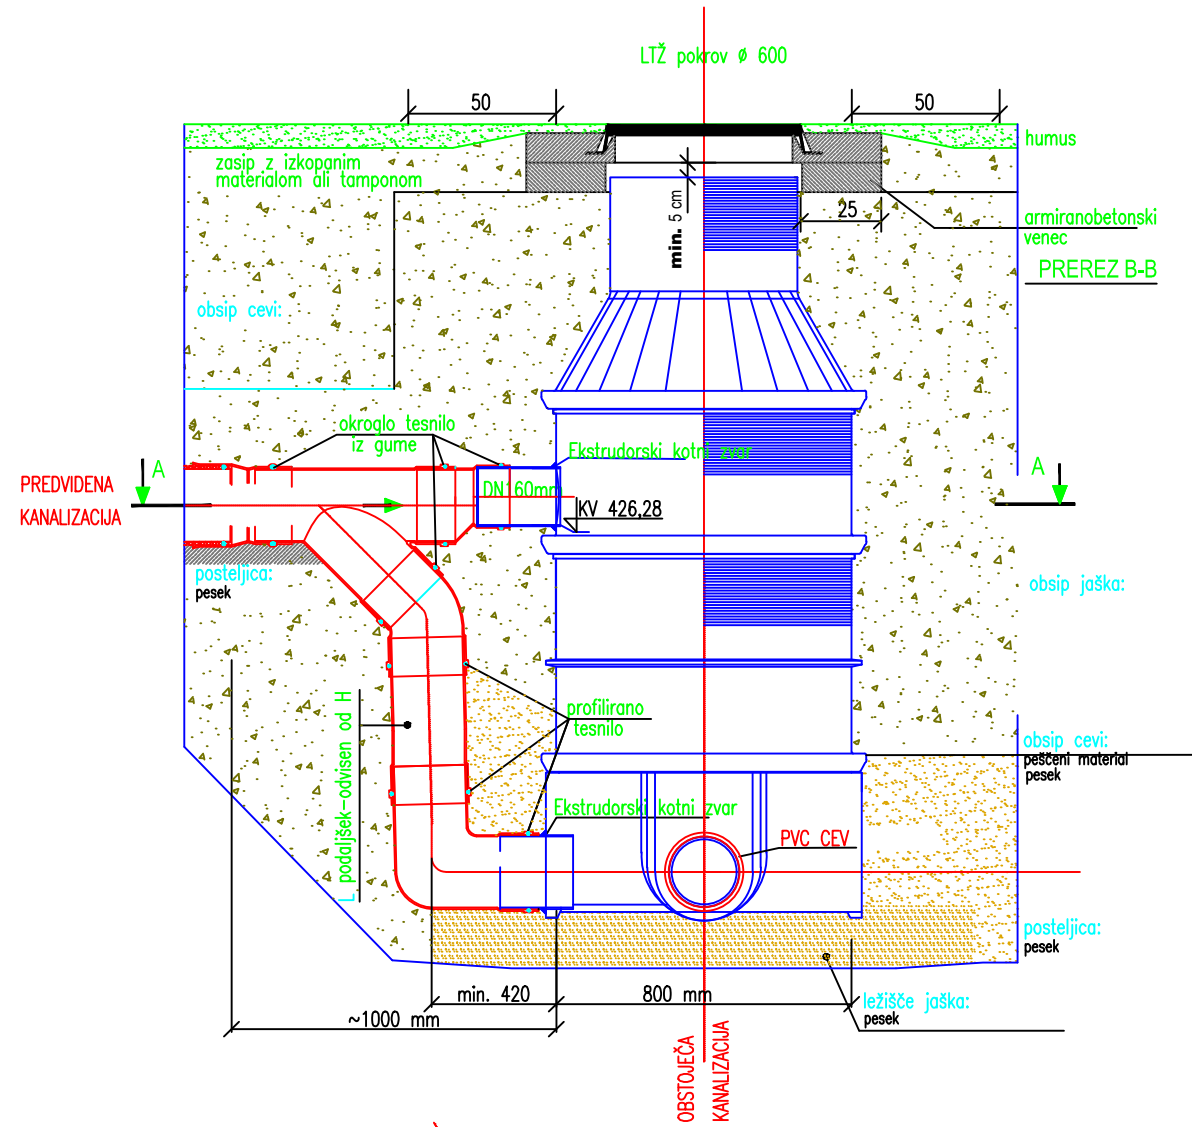 LTŽ pokrov ø 600
50
50
humus
zasip z izkopanim
materialom ali tamponom
min. 5 cm
25
armiranobetonski
venec
PREREZ B-B
obsip cevi:
okroglo tesnilo
iz gume
Ekstrudorski kotni zvar
A
A
PREDVIDENA
KANALIZACIJA
DN160mm
KV 426,28
posteljica:
pesek
obsip jaška:
L podaljšek-odvisen od H
profilirano
tesnilo
obsip cevi:
peščeni material
pesek
Ekstrudorski kotni zvar
PVC CEV
posteljica:
pesek
min. 420
800 mm
ležišče jaška:
pesek
~1000 mm
OBSTOJEČA
KANALIZACIJA